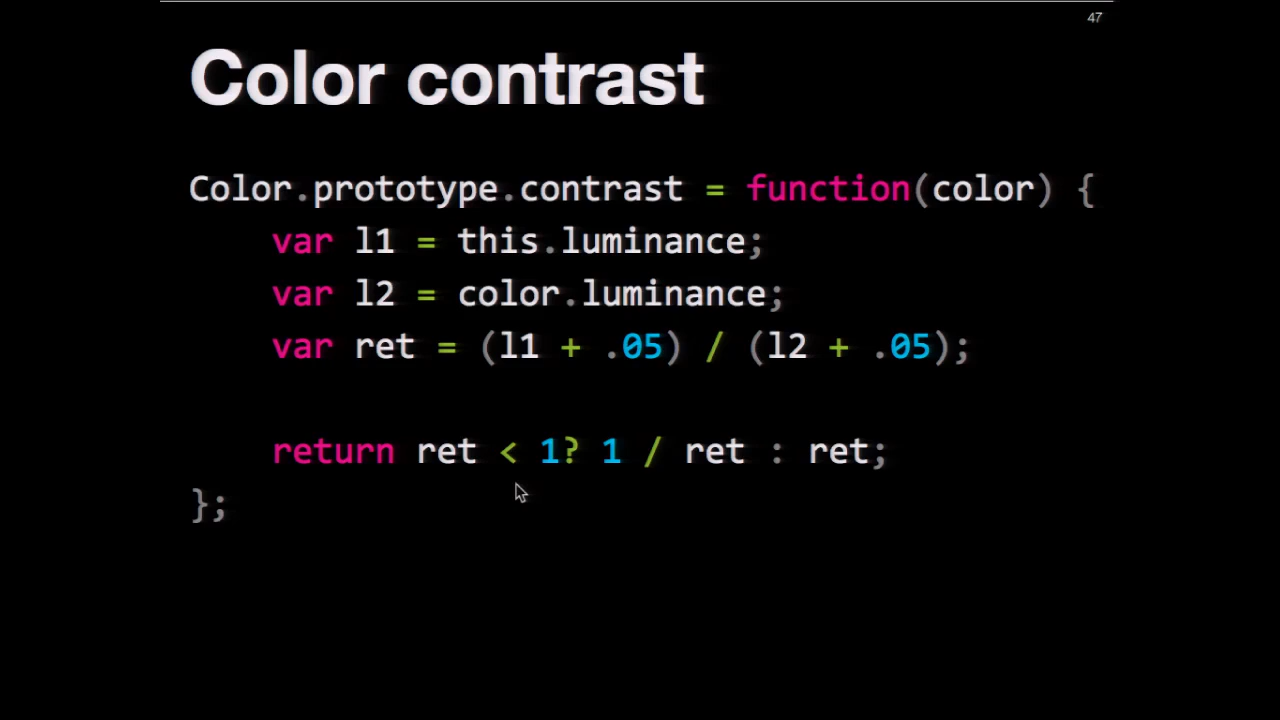 47
Color contrast
Color.prototype.contrast = function(color) {
    var l1 = this.luminance;
    var l2 = color.luminance;
    var ret = (l1 + .05) / (l2 + .05);
    return ret < 1? 1 / ret : ret;
};